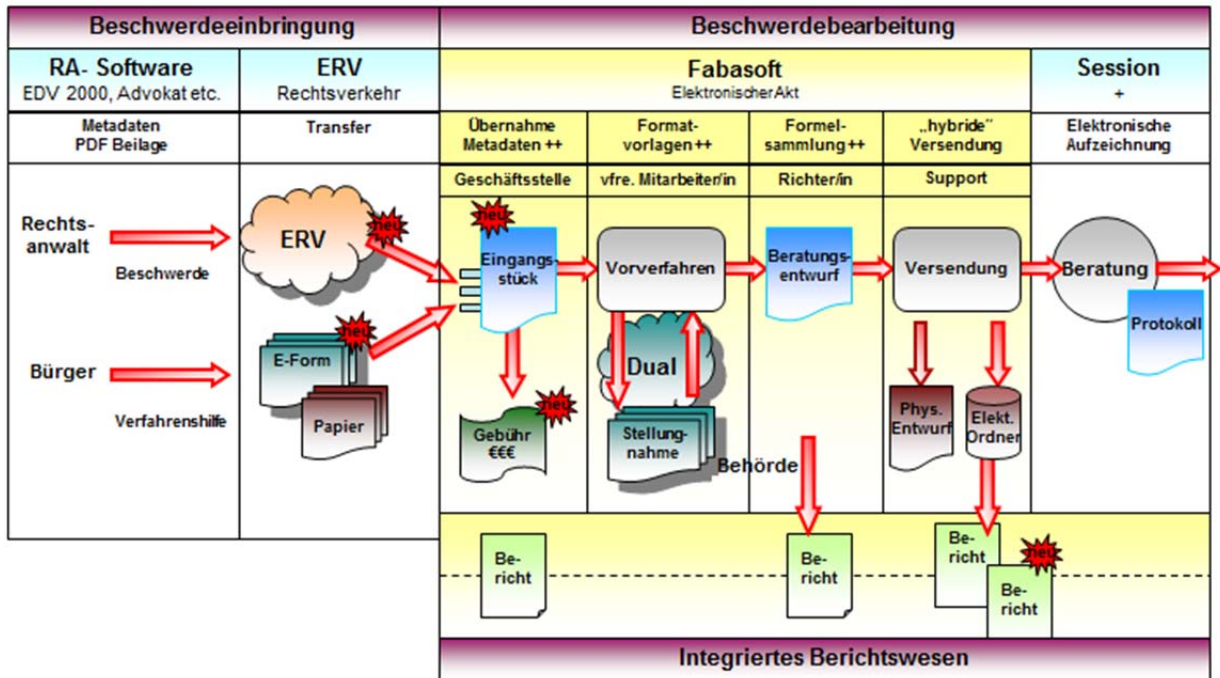 Beschwerdeeinbringung
Beschwerdebearbeitung
RA- Software
EDV 2000, Advokat etc.
ERV
Rechtsverkehr
Fabasoft
Elektronischer Akt
Session
+
Metadaten
PDF Beilage
Transfer
Übernahme
Metadaten ++
Format-
vorlagen ++
Formel-
sammlung ++
„hybride“
Versendung
Elektronische
Aufzeichnung
Geschäftsstelle
vfre. Mitarbeiter/in
Richter/in
Support
Rechts-
anwalt
Beschwerde
ERV
neu
neu
Eingangs-
stück
Vorverfahren
Beratungs-
entwurf
Versendung
Beratung
Protokoll
Bürger
Verfahrenshilfe
neu
E-Form
Papier
Gebühr
€€€
neu
Dual
Stellung-
nahme
Behörde
Phys.
Entwurf
Elekt.
Ordner
Be-
richt
Be-
richt
Be-
richt
neu
Be-
richt
Integriertes Berichtswesen